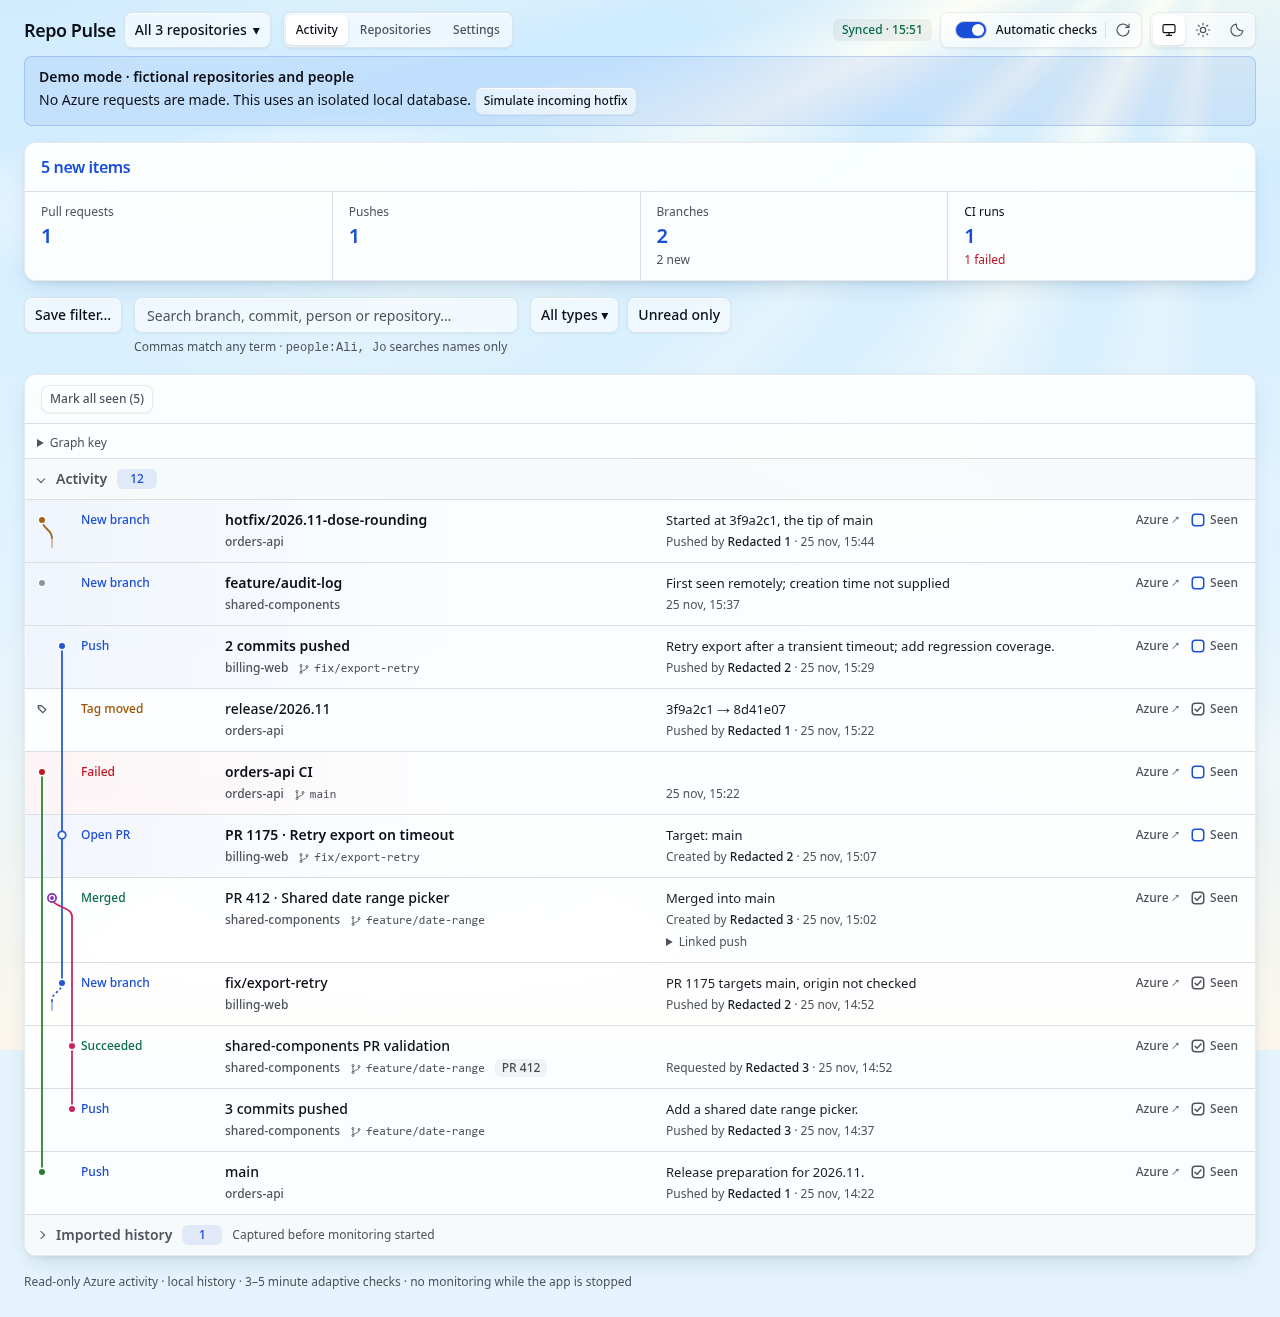 Repo Pulse All 3 repositories ▾ Activity Repositories Settings Synced · 15:51 Automatic checks
Demo mode · fictional repositories and people
No Azure requests are made. This uses an isolated local database. Simulate incoming hotfix
5 new items
Pull requests
1
Pushes
1
Branches
2
2 new
CI runs
1
1 failed
Save filter... Search branch, commit, person or repository... All types ▾ Unread only
Commas match any term · people:Ali, Jo searches names only
Mark all seen (5)
Graph key
Activity 12
New branch hotfix/2026.11-dose-rounding Started at 3f9a2c1, the tip of main Azure ↗ Seen
orders-api Pushed by Redacted 1 · 25 nov, 15:44
New branch feature/audit-log First seen remotely; creation time not supplied Azure ↗ Seen
shared-components 25 nov, 15:37
Push 2 commits pushed Retry export after a transient timeout; add regression coverage. Azure ↗ Seen
billing-web fix/export-retry Pushed by Redacted 2 · 25 nov, 15:29
Tag moved release/2026.11 3f9a2c1 → 8d41e07 Azure ↗ Seen
orders-api Pushed by Redacted 1 · 25 nov, 15:22
Failed orders-api CI Azure ↗ Seen
orders-api main 25 nov, 15:22
Open PR PR 1175 · Retry export on timeout Target: main Azure ↗ Seen
billing-web fix/export-retry Created by Redacted 2 · 25 nov, 15:07
Merged PR 412 · Shared date range picker Merged into main Azure ↗ Seen
shared-components feature/date-range Created by Redacted 3 · 25 nov, 15:02
Linked push
New branch fix/export-retry PR 1175 targets main, origin not checked Azure ↗ Seen
billing-web Pushed by Redacted 2 · 25 nov, 14:52
Succeeded shared-components PR validation Azure ↗ Seen
shared-components feature/date-range PR 412 Requested by Redacted 3 · 25 nov, 14:52
Push 3 commits pushed Add a shared date range picker. Azure ↗ Seen
shared-components feature/date-range Pushed by Redacted 3 · 25 nov, 14:37
Push main Release preparation for 2026.11. Azure ↗ Seen
orders-api Pushed by Redacted 1 · 25 nov, 14:22
Imported history 1 Captured before monitoring started
Read-only Azure activity · local history · 3–5 minute adaptive checks · no monitoring while the app is stopped